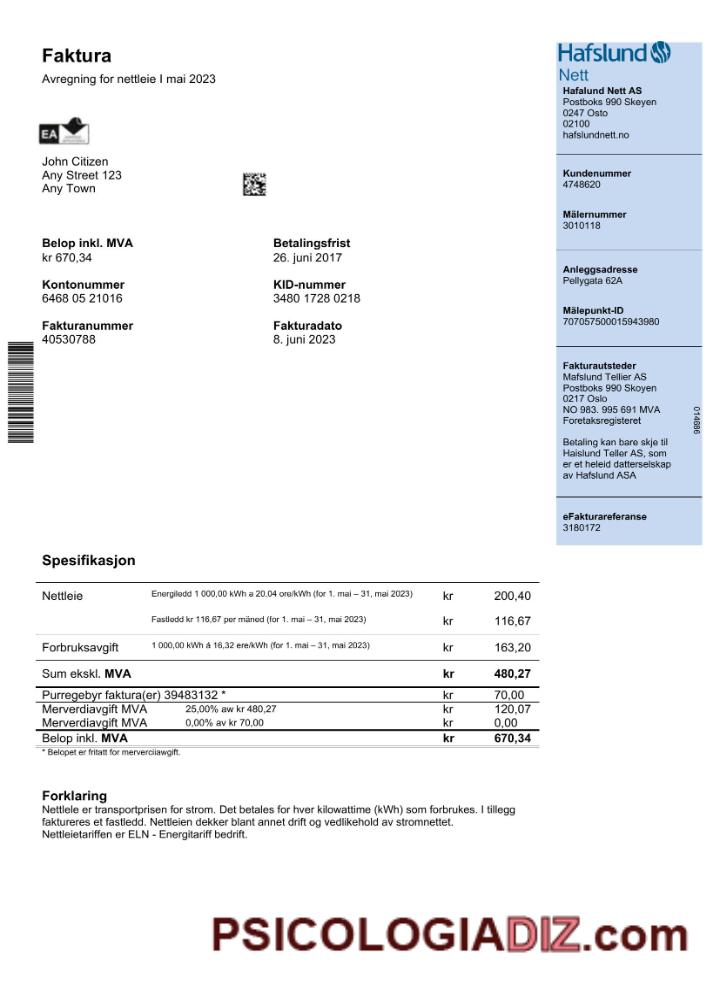 Faktura
Avregning for nettleie I mai 2023
EA
John Citizen
Any Street 123
Any Town
Belop inkl. MVA
kr 670,34
Betalingsfrist
26. juni 2017
Kontonummer
6468 05 21016
KID-nummer
3480 1728 0218
Fakturanummer
40530788
Fakturadato
8. juni 2023
Hafslund
Nett
Hafalund Nett AS
Postboks 990 Skeyen
0247 Osto
02100
hafslundnett.no
Kundenummer
4748620
Mälernummer
3010118
Anleggsadresse
Pellygata 62A
Mälepunkt-ID
707057500015943980
Fakturautsteder
Mafslund Tellier AS
Postboks 990 Skoyen
0217 Oslo
NO 983. 995 691 MVA
Foretaksregisteret
Betaling kan bare skje til
Haislund Teller AS, som
er et heleid datterselskap
av Hafslund ASA
014686
eFakturareferanse
3180172
Spesifikasjon
Nettleie Energiledd 1 000,00 kWh a 20,04 ore/kWh (for 1. mai – 31, mai 2023) kr 200,40
Fastledd kr 116,67 per mäned (for 1. mai – 31, mai 2023) kr 116,67
Forbruksavgift 1 000,00 kWh á 16,32 ere/kWh (for 1. mai – 31, mai 2023) kr 163,20
Sum ekskl. MVA kr 480,27
Purregebyr faktura(er) 39483132 * kr 70,00
Merverdiavgift MVA 25,00% aw kr 480,27 kr 120,07
Merverdiavgift MVA 0,00% av kr 70,00 kr 0,00
Belop inkl. MVA kr 670,34
* Belopet er fritatt for merverciiawgift.
Forklaring
Nettlele er transportprisen for strom. Det betales for hver kilowattime (kWh) som forbrukes. I tillegg
faktureres et fastledd. Nettleien dekker blant annet drift og vedlikehold av stromnettet.
Nettleietariffen er ELN - Energitariff bedrift.
PSICOLOGIADIZ.com